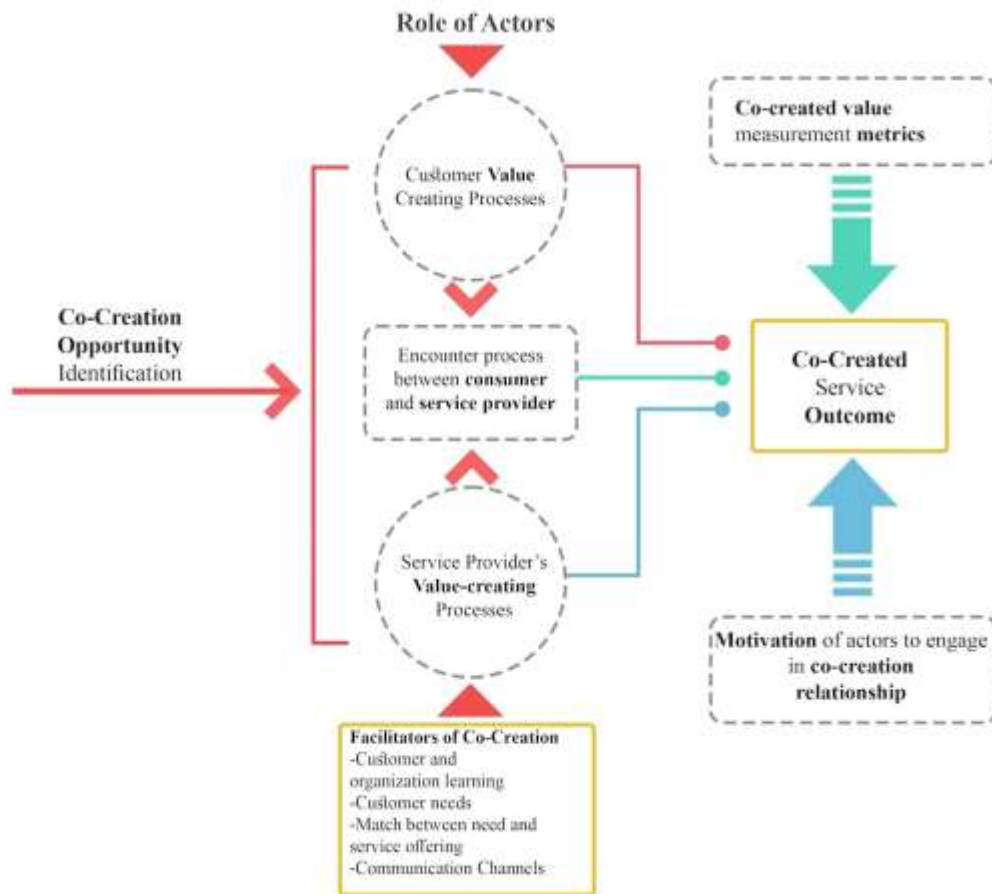 Role of Actors
Customer Value
Creating Processes
Co-created value
measurement metrics
Co-Creation
Opportunity
Identification
Encounter process
between consumer
and service provider
Co-Created
Service
Outcome
Service Provider's
Value-creating
Processes
Motivation of actors to engage
in co-creation
relationship
Facilitators of Co-Creation
-Customer and
organization learning
-Customer needs
-Match between need and
service offering
-Communication Channels